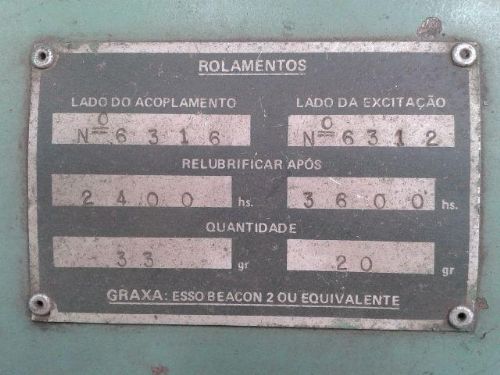 ROLAMENTOS
LADO DO ACOPLAMENTO LADO DA EXCITAÇÃO
Nº 6316 Nº 6312
RELUBRIFICAR APÓS
2400 hs. 3600 hs.
QUANTIDADE
33 gr 20 gr
GRAXA: ESSO BEACON 2 OU EQUIVALENTE